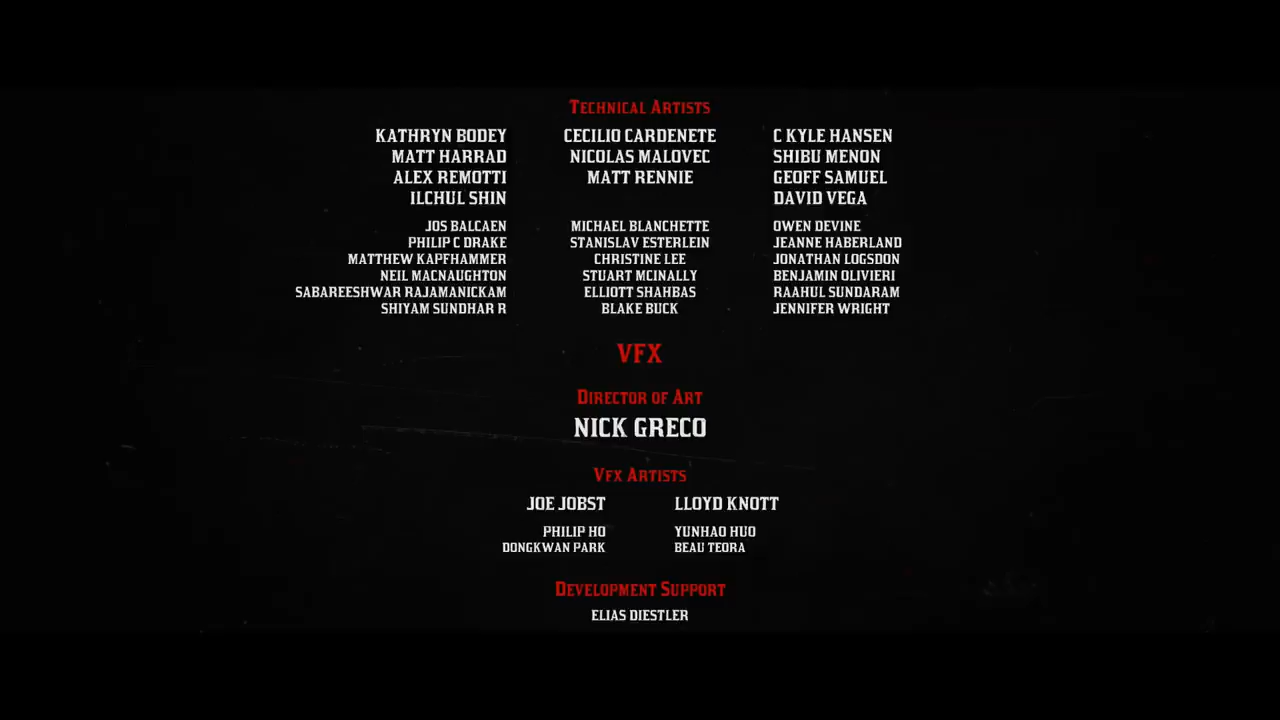 Technical Artists
KATHRYN BODEY CECILIO CARDENETE C KYLE HANSEN
MATT HARRAD NICOLAS MALOVEC SHIBU MENON
ALEX REMOTTI MATT RENNIE GEOFF SAMUEL
ILCHUL SHIN DAVID VEGA
JOS BALCAEN MICHAEL BLANCHETTE OWEN DEVINE
PHILIP C DRAKE STANISLAV ESTERLEIN JEANNE HABERLAND
MATTHEW KAPFHAMMER CHRISTINE LEE JONATHAN LOGSDON
NEIL MACNAUGHTON STUART MCINALLY BENJAMIN OLIVIERI
SABAREESHWAR RAJAMANICKAM ELLIOTT SHAHBAS RAAHUL SUNDARAM
SHIYAM SUNDHAR R BLAKE BUCK JENNIFER WRIGHT
VFX
Director of Art
NICK GRECO
Vfx Artists
JOE JOBST LLOYD KNOTT
PHILIP HO YUNHAO HUO
DONGKWAN PARK BEAU TEORA
Development Support
ELIAS DIESTLER